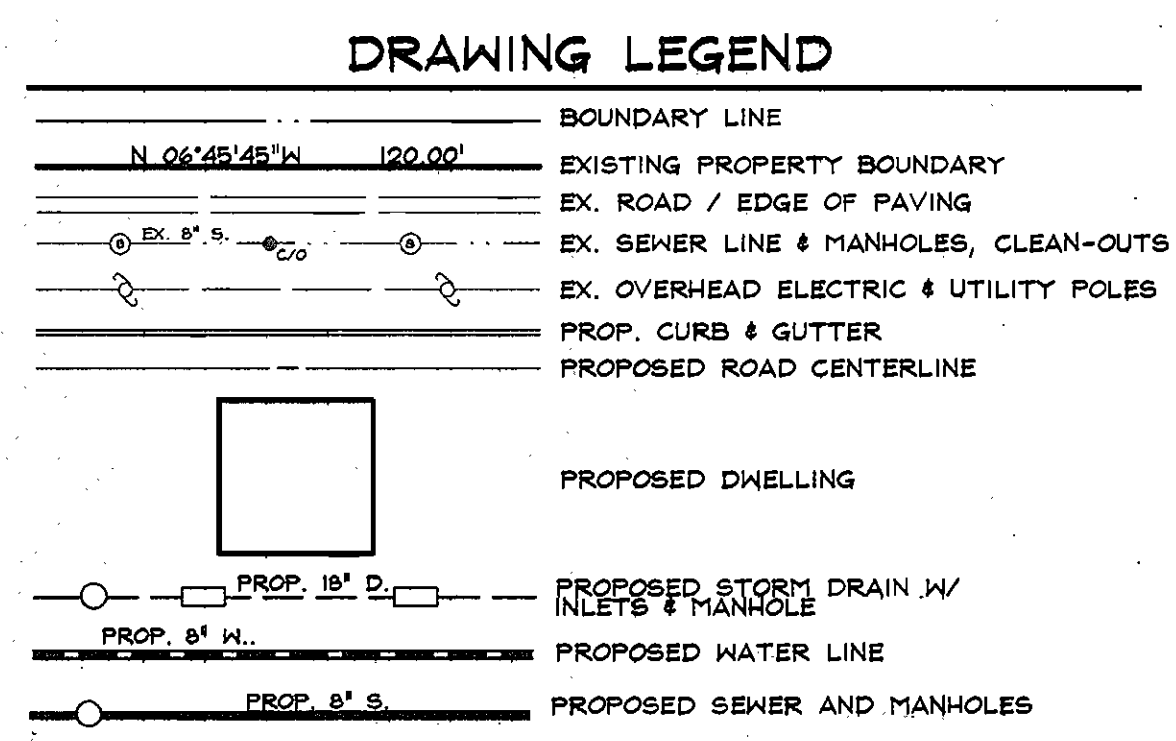 DRAWING LEGEND
BOUNDARY LINE
N 06°45'45"W 120.00' EXISTING PROPERTY BOUNDARY
EX. ROAD / EDGE OF PAVING
EX. 8" S. C/O EX. SEWER LINE & MANHOLES, CLEAN-OUTS
EX. OVERHEAD ELECTRIC & UTILITY POLES
PROP. CURB & GUTTER
PROPOSED ROAD CENTERLINE
PROPOSED DWELLING
PROP. 18" D. PROPOSED STORM DRAIN W/
INLETS & MANHOLE
PROP. 8" W..
PROPOSED WATER LINE
PROP. 8" S. PROPOSED SEWER AND MANHOLES